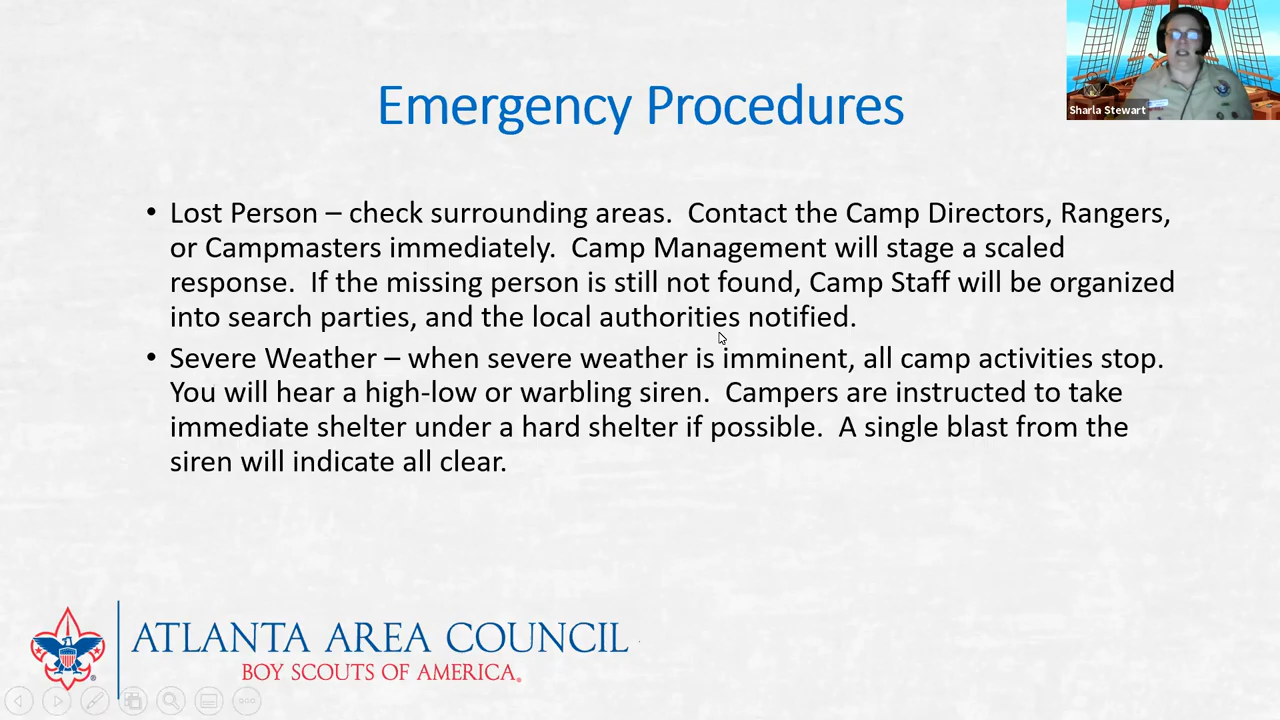 Emergency Procedures
Sharla Stewart
• Lost Person – check surrounding areas.  Contact the Camp Directors, Rangers,
or Campmasters immediately.  Camp Management will stage a scaled
response.  If the missing person is still not found, Camp Staff will be organized
into search parties, and the local authorities notified.
• Severe Weather – when severe weather is imminent, all camp activities stop.
You will hear a high-low or warbling siren.  Campers are instructed to take
immediate shelter under a hard shelter if possible.  A single blast from the
siren will indicate all clear.
ATLANTA AREA COUNCIL
BOY SCOUTS OF AMERICA®